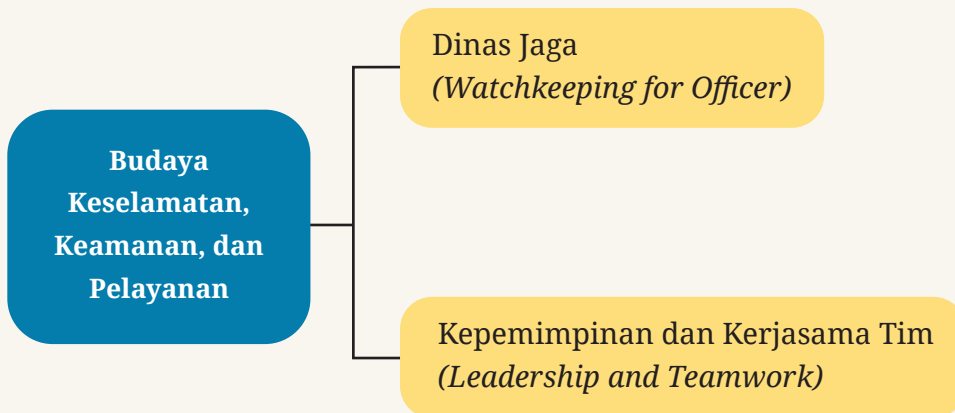 Dinas Jaga
(Watchkeeping for Officer)
Budaya
Keselamatan,
Keamanan, dan
Pelayanan
Kepemimpinan dan Kerjasama Tim
(Leadership and Teamwork)